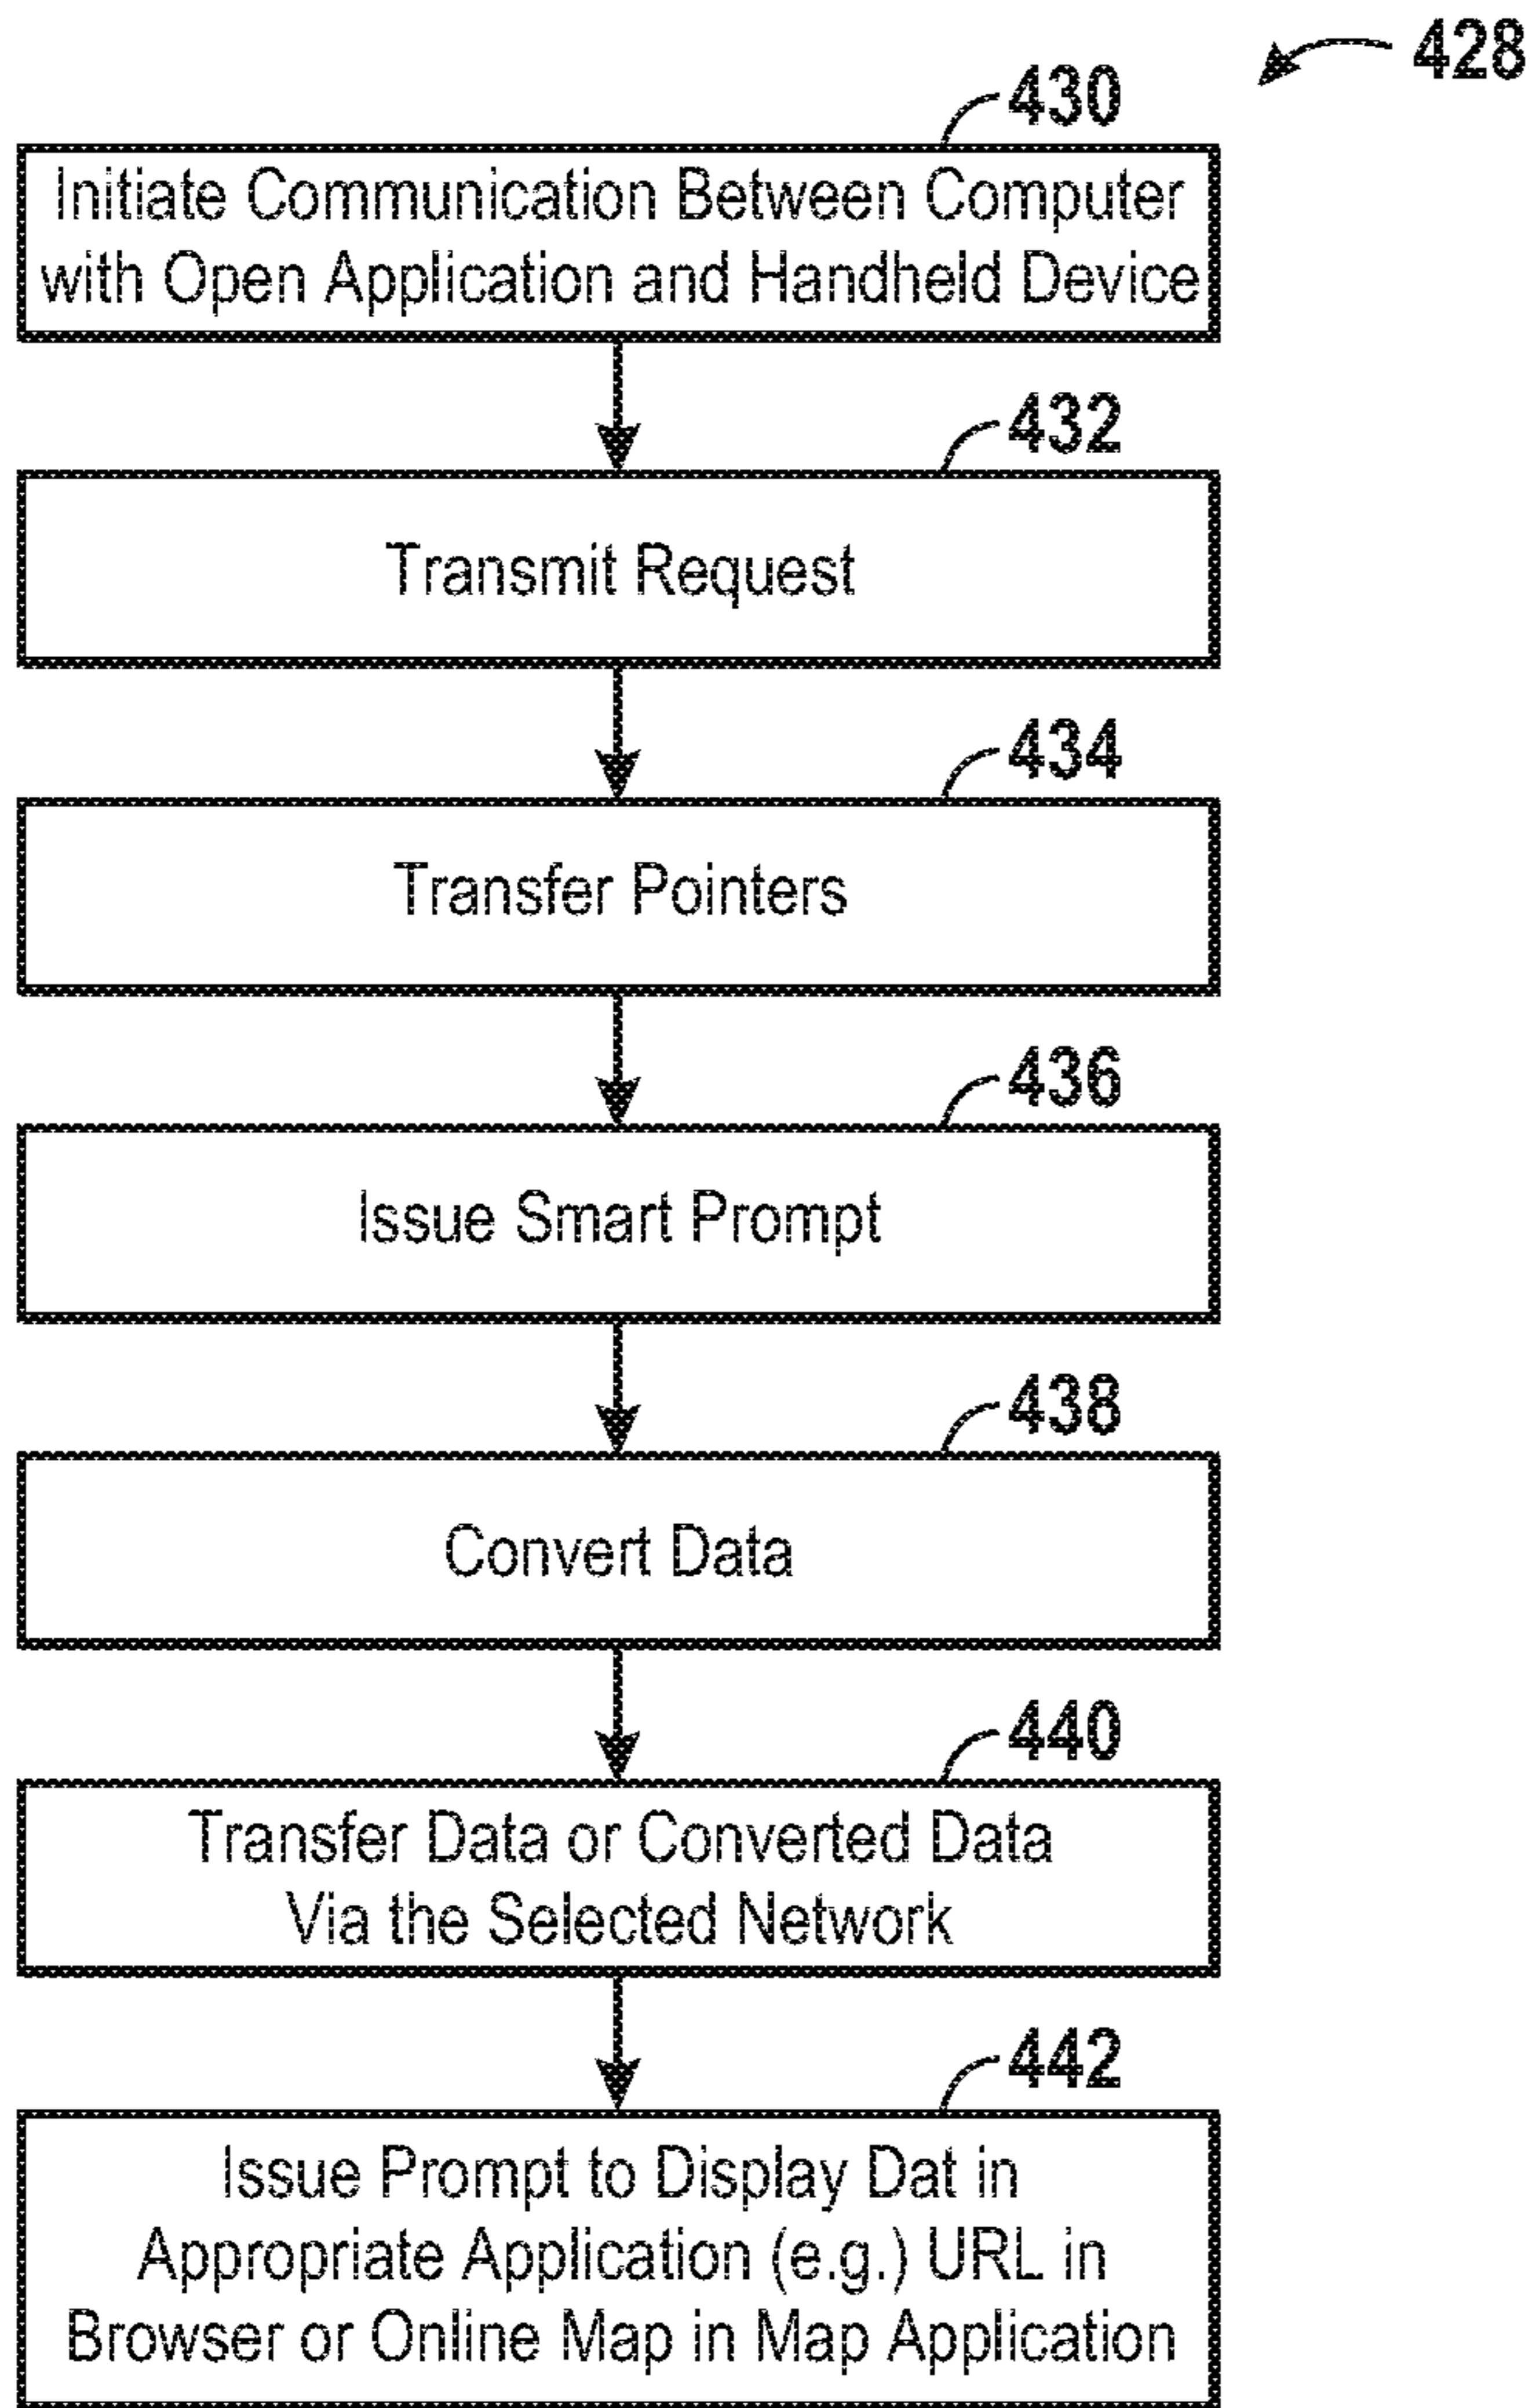 428
430
Initiate Communication Between Computer
with Open Application and Handheld Device
432
Transmit Request
434
Transfer Pointers
436
Issue Smart Prompt
438
Convert Data
440
Transfer Data or Converted Data
Via the Selected Network
442
Issue Prompt to Display Dat in
Appropriate Application (e.g.) URL in
Browser or Online Map in Map Application